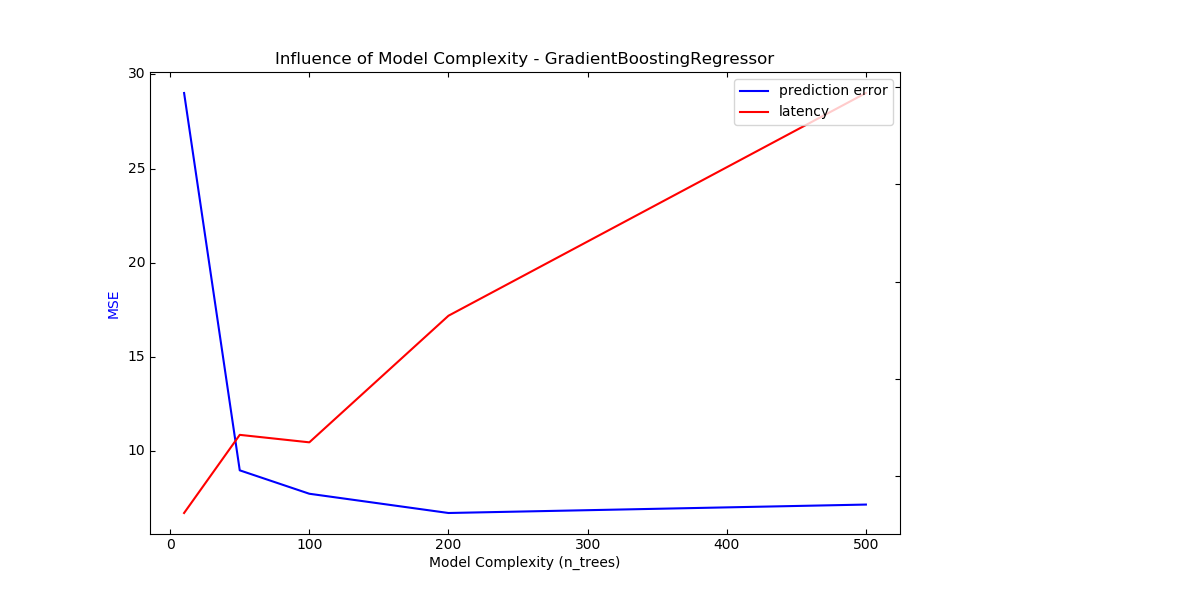 Influence of Model Complexity - GradientBoostingRegressor
prediction error
latency
30
25
20
15
10
MSE
0 100 200 300 400 500
Model Complexity (n_trees)